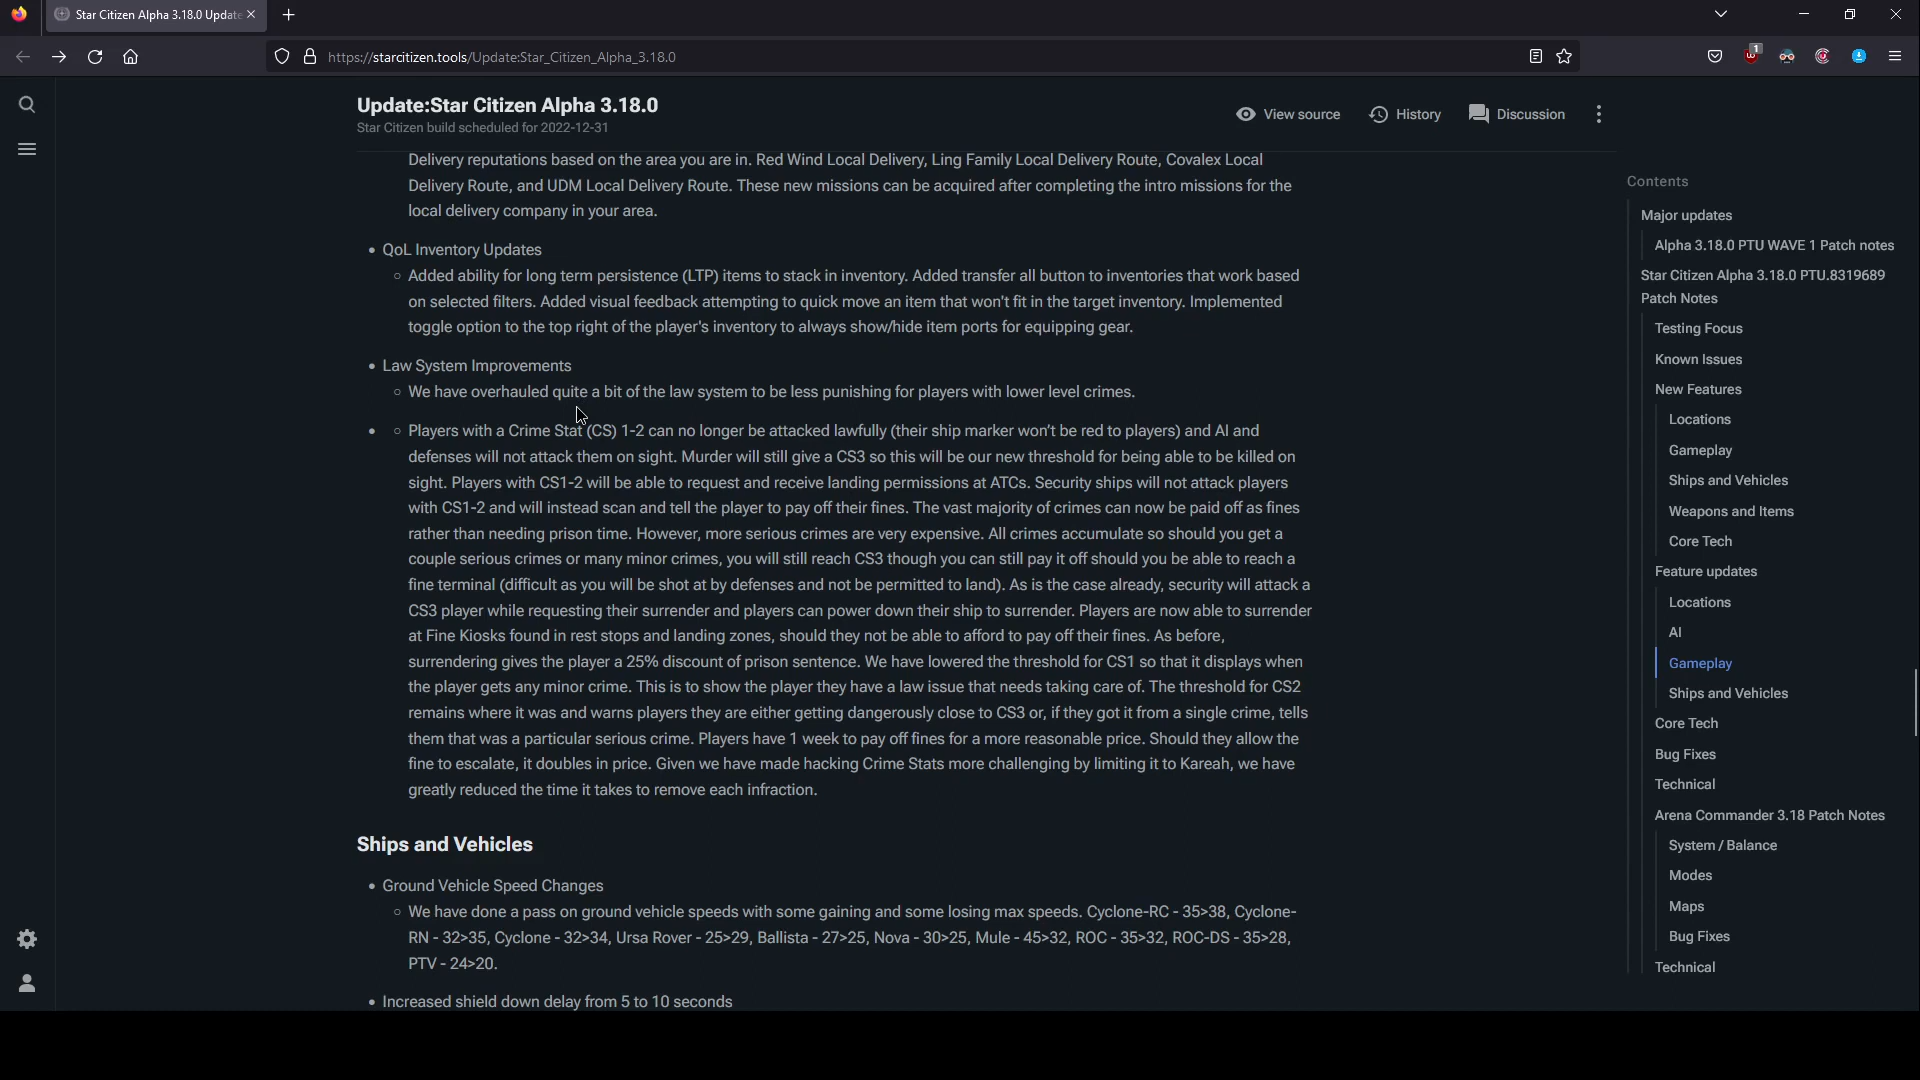 Star Citizen Alpha 3.18.0 Update
https://starcitizen.tools/Update:Star_Citizen_Alpha_3.18.0
1
Update:Star Citizen Alpha 3.18.0
Star Citizen build scheduled for 2022-12-31
View source
History
Discussion
Delivery reputations based on the area you are in. Red Wind Local Delivery, Ling Family Local Delivery Route, Covalex Local
Delivery Route, and UDM Local Delivery Route. These new missions can be acquired after completing the intro missions for the
local delivery company in your area.
QoL Inventory Updates
Added ability for long term persistence (LTP) items to stack in inventory. Added transfer all button to inventories that work based
on selected filters. Added visual feedback attempting to quick move an item that won't fit in the target inventory. Implemented
toggle option to the top right of the player's inventory to always show/hide item ports for equipping gear.
Law System Improvements
We have overhauled quite a bit of the law system to be less punishing for players with lower level crimes.
Players with a Crime Stat (CS) 1-2 can no longer be attacked lawfully (their ship marker won't be red to players) and AI and
defenses will not attack them on sight. Murder will still give a CS3 so this will be our new threshold for being able to be killed on
sight. Players with CS1-2 will be able to request and receive landing permissions at ATCs. Security ships will not attack players
with CS1-2 and will instead scan and tell the player to pay off their fines. The vast majority of crimes can now be paid off as fines
rather than needing prison time. However, more serious crimes are very expensive. All crimes accumulate so should you get a
couple serious crimes or many minor crimes, you will still reach CS3 though you can still pay it off should you be able to reach a
fine terminal (difficult as you will be shot at by defenses and not be permitted to land). As is the case already, security will attack a
CS3 player while requesting their surrender and players can power down their ship to surrender. Players are now able to surrender
at Fine Kiosks found in rest stops and landing zones, should they not be able to afford to pay off their fines. As before,
surrendering gives the player a 25% discount of prison sentence. We have lowered the threshold for CS1 so that it displays when
the player gets any minor crime. This is to show the player they have a law issue that needs taking care of. The threshold for CS2
remains where it was and warns players they are either getting dangerously close to CS3 or, if they got it from a single crime, tells
them that was a particular serious crime. Players have 1 week to pay off fines for a more reasonable price. Should they allow the
fine to escalate, it doubles in price. Given we have made hacking Crime Stats more challenging by limiting it to Kareah, we have
greatly reduced the time it takes to remove each infraction.
Ships and Vehicles
Ground Vehicle Speed Changes
We have done a pass on ground vehicle speeds with some gaining and some losing max speeds. Cyclone-RC - 35>38, Cyclone-
RN - 32>35, Cyclone - 32>34, Ursa Rover - 25>29, Ballista - 27>25, Nova - 30>25, Mule - 45>32, ROC - 35>32, ROC-DS - 35>28,
PTV - 24>20.
Increased shield down delay from 5 to 10 seconds
Contents
Major updates
Alpha 3.18.0 PTU WAVE 1 Patch notes
Star Citizen Alpha 3.18.0 PTU.8319689
Patch Notes
Testing Focus
Known Issues
New Features
Locations
Gameplay
Ships and Vehicles
Weapons and Items
Core Tech
Feature updates
Locations
AI
Gameplay
Ships and Vehicles
Core Tech
Bug Fixes
Technical
Arena Commander 3.18 Patch Notes
System / Balance
Modes
Maps
Bug Fixes
Technical